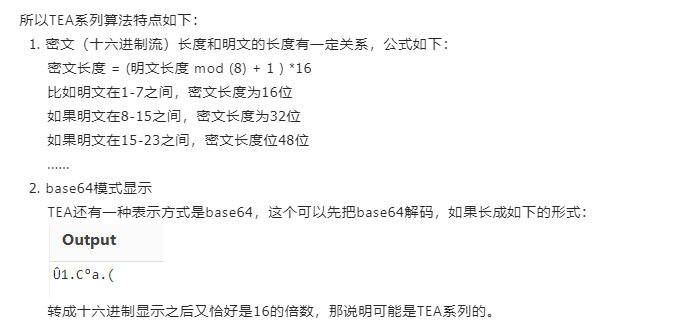 所以TEA系列算法特点如下：
1. 密文（十六进制流）长度和明文的长度有一定关系，公式如下：
密文长度 = (明文长度 mod (8) + 1 ) *16
比如明文在1-7之间，密文长度为16位
如果明文在8-15之间，密文长度为32位
如果明文在15-23之间，密文长度位48位
……
2. base64模式显示
TEA还有一种表示方式是base64，这个可以先把base64解码，如果长成如下的形式：
Output
Û1.Cºa.(
转成十六进制显示之后又恰好是16的倍数，那说明可能是TEA系列的。